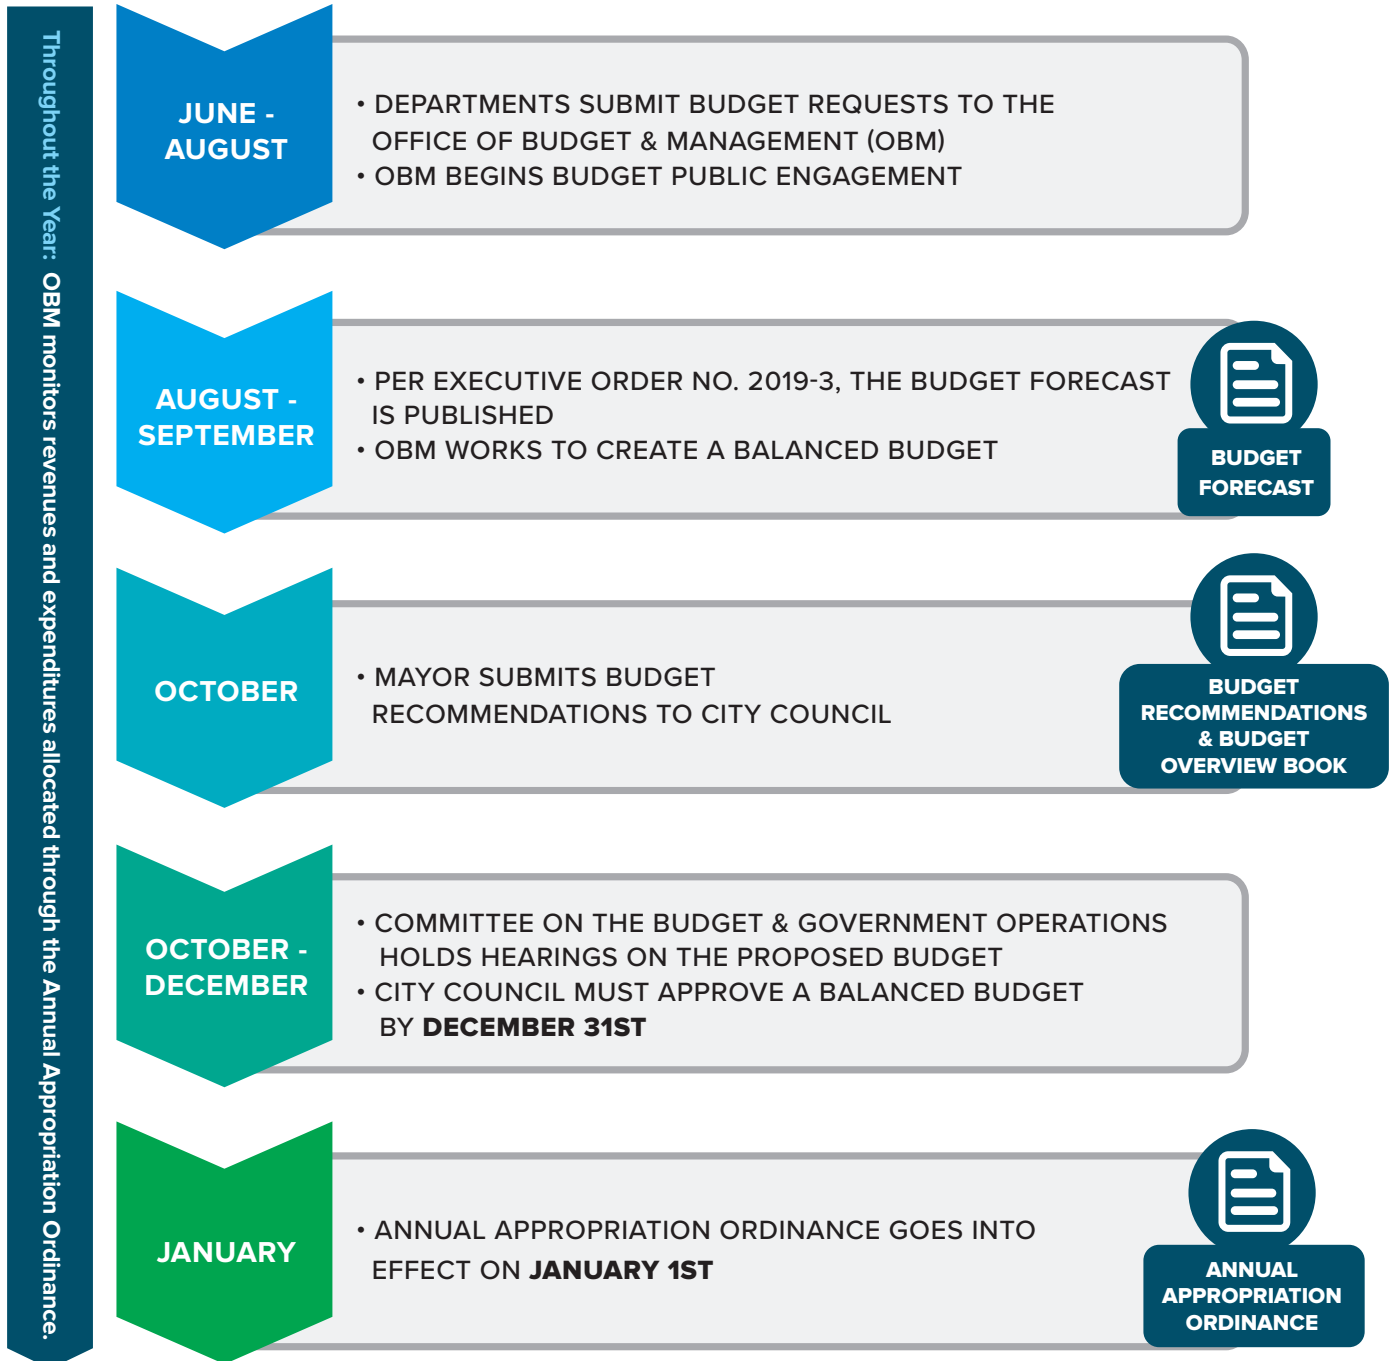 Throughout the Year: OBM monitors revenues and expenditures allocated through the Annual Appropriation Ordinance.
JUNE -
AUGUST
• DEPARTMENTS SUBMIT BUDGET REQUESTS TO THE
OFFICE OF BUDGET & MANAGEMENT (OBM)
• OBM BEGINS BUDGET PUBLIC ENGAGEMENT
AUGUST -
SEPTEMBER
• PER EXECUTIVE ORDER NO. 2019-3, THE BUDGET FORECAST
IS PUBLISHED
• OBM WORKS TO CREATE A BALANCED BUDGET
BUDGET
FORECAST
OCTOBER
• MAYOR SUBMITS BUDGET
RECOMMENDATIONS TO CITY COUNCIL
BUDGET
RECOMMENDATIONS
& BUDGET
OVERVIEW BOOK
OCTOBER -
DECEMBER
• COMMITTEE ON THE BUDGET & GOVERNMENT OPERATIONS
HOLDS HEARINGS ON THE PROPOSED BUDGET
• CITY COUNCIL MUST APPROVE A BALANCED BUDGET
BY DECEMBER 31ST
JANUARY
• ANNUAL APPROPRIATION ORDINANCE GOES INTO
EFFECT ON JANUARY 1ST
ANNUAL
APPROPRIATION
ORDINANCE